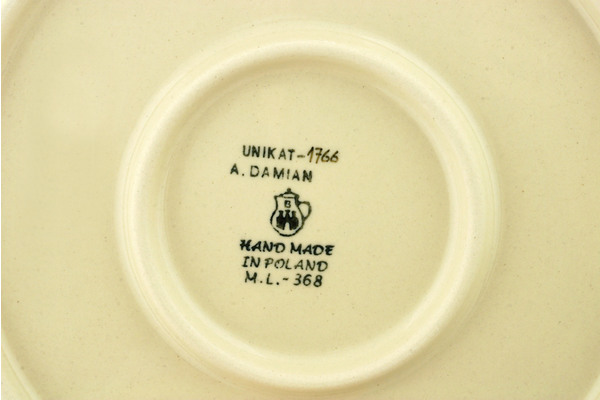 UNIKAT-1766
A. DAMIAN
B
HAND MADE
IN POLAND
M.L.-368